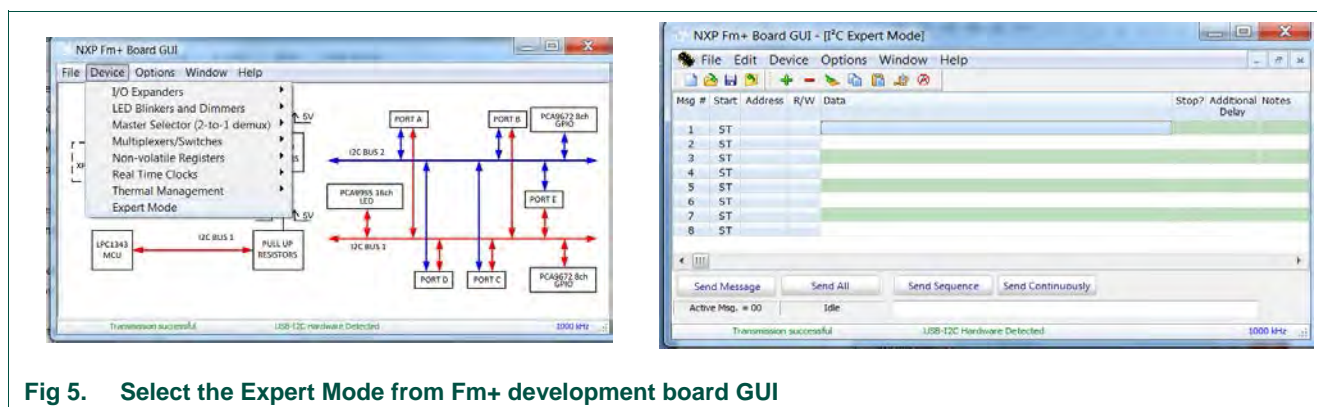 NXP Fm+ Board GUI
File Device Options Window Help
I/O Expanders
LED Blinkers and Dimmers
Master Selector (2-to-1 demux)
Multiplexers/Switches
Non-volatile Registers
Real Time Clocks
Thermal Management
Expert Mode
5V
5V
LPC1343
MCU
I2C BUS 1
PULL UP
RESISTORS
PORT A
PORT B
PCA9672 8ch
GPIO
I2C BUS 2
PCA9955 16ch
LED
PORT E
I2C BUS 1
PORT D
PORT C
PCA9672 8ch
GPIO
Transmission successful USB-I2C Hardware Detected 1000 kHz
NXP Fm+ Board GUI - [I²C Expert Mode]
File Edit Device Options Window Help
Msg # Start Address R/W Data Stop? Additional Notes
Delay
1 ST
2 ST
3 ST
4 ST
5 ST
6 ST
7 ST
8 ST
Send Message Send All Send Sequence Send Continuously
Active Msg. = 00 Idle
Transmission successful USB-I2C Hardware Detected 1000 kHz
Fig 5. Select the Expert Mode from Fm+ development board GUI